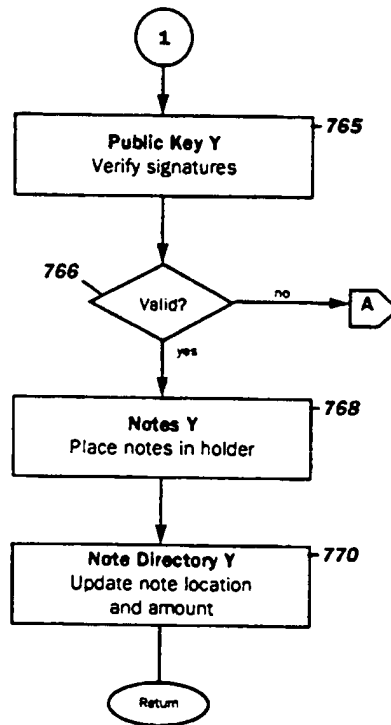 1
765
Public Key Y
Verify signatures
766
Valid?
no
A
yes
768
Notes Y
Place notes in holder
770
Note Directory Y
Update note location
and amount
Return